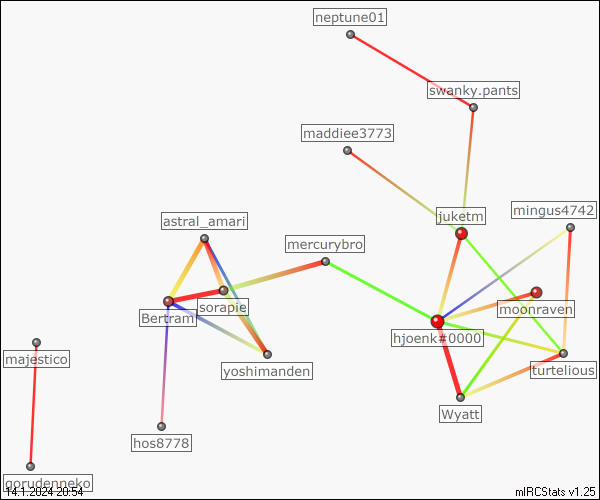 neptune01
swanky.pants
maddiee3773
mingus4742
juketm
astral_amari
mercurybro
sorapie
Bertram
moonraven
hjoenk#0000
majestico
yoshimanden
turtelious
Wyatt
hos8778
gorudenneko
14.1.2024 20:54
mIRCStats v1.25